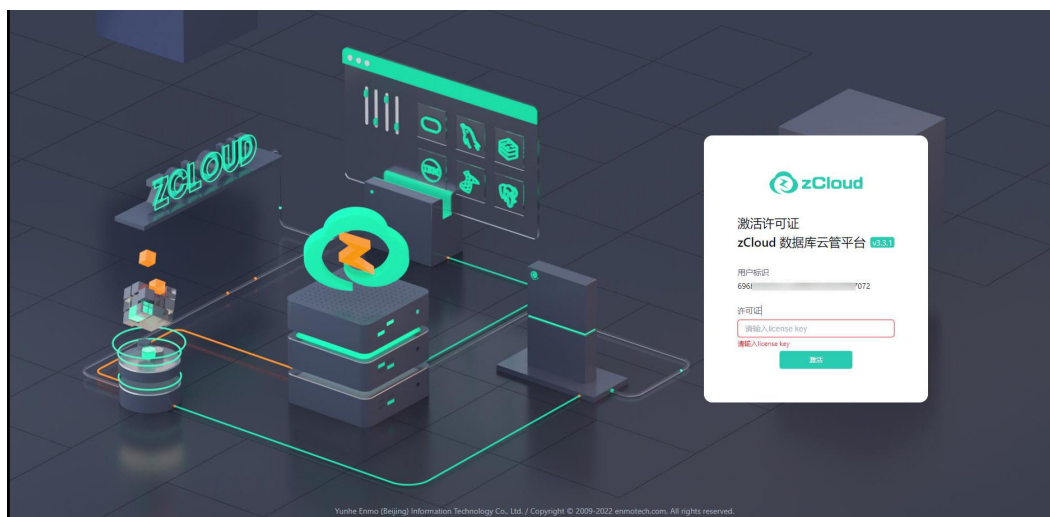 ZCLOUD
IBM
zCloud
激活许可证
zCloud 数据库云管平台 v3.3.1
用户标识
许可证
请输入license key
请输入license key
激活
Yunhe Enmo (Beijing) Information Technology Co., Ltd. / Copyright © 2009-2022 enmotech.com. All rights reserved.